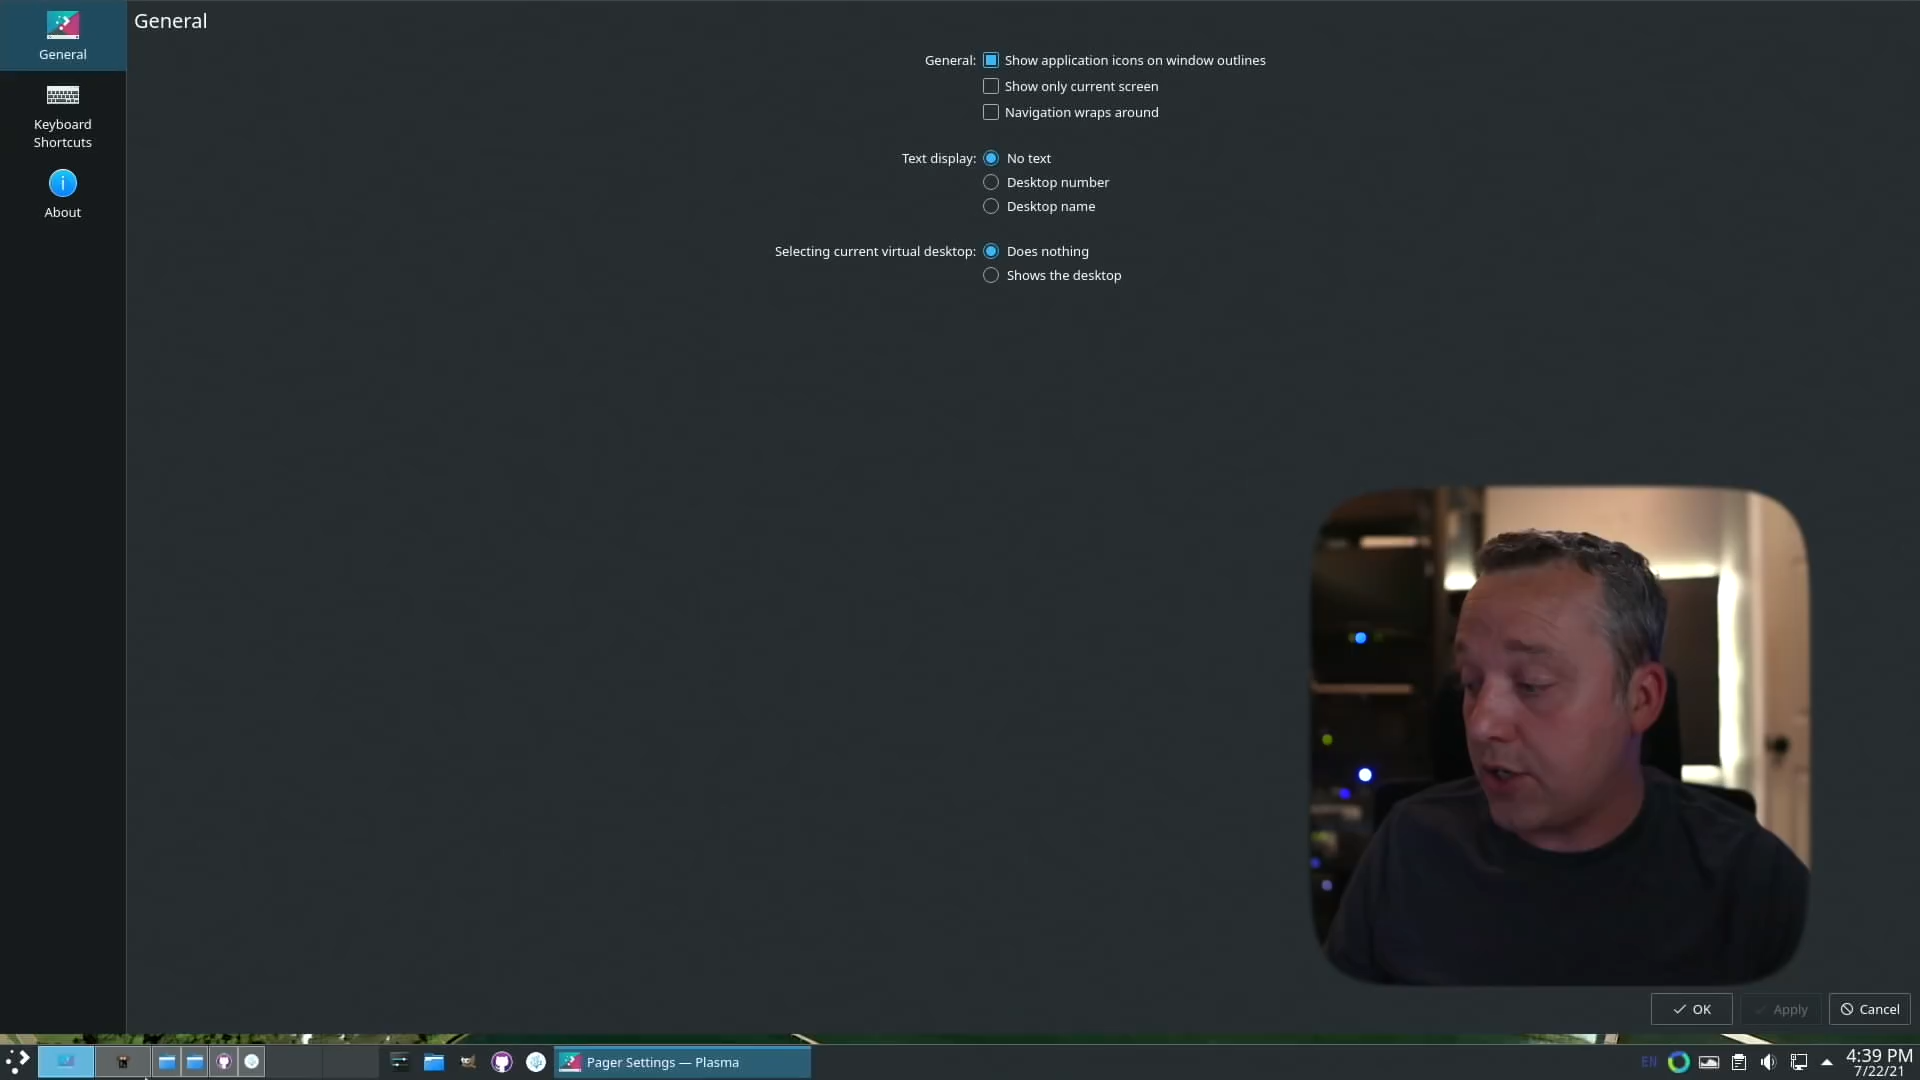 General
General
Keyboard
Shortcuts
i
About
General:
Show application icons on window outlines
Show only current screen
Navigation wraps around
Text display:
No text
Desktop number
Desktop name
Selecting current virtual desktop:
Does nothing
Shows the desktop
OK
Apply
Cancel
Pager Settings — Plasma
EN
4:39 PM
7/22/21